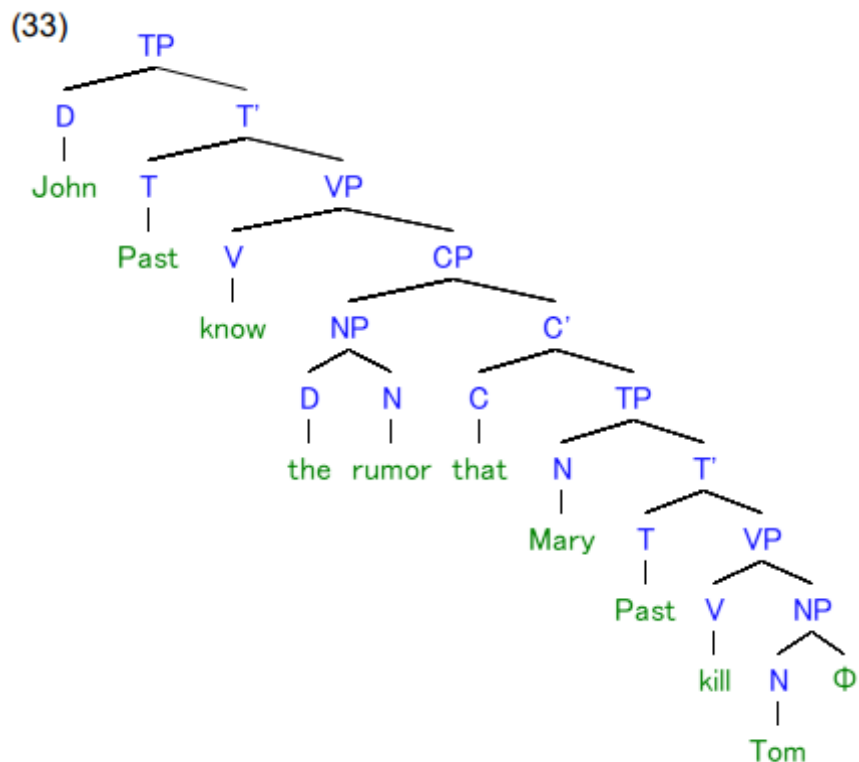 (33)
TP
D T'
John T VP
Past V CP
know NP C'
D N C TP
the rumor that N T'
Mary T VP
Past V NP
kill N Φ
Tom